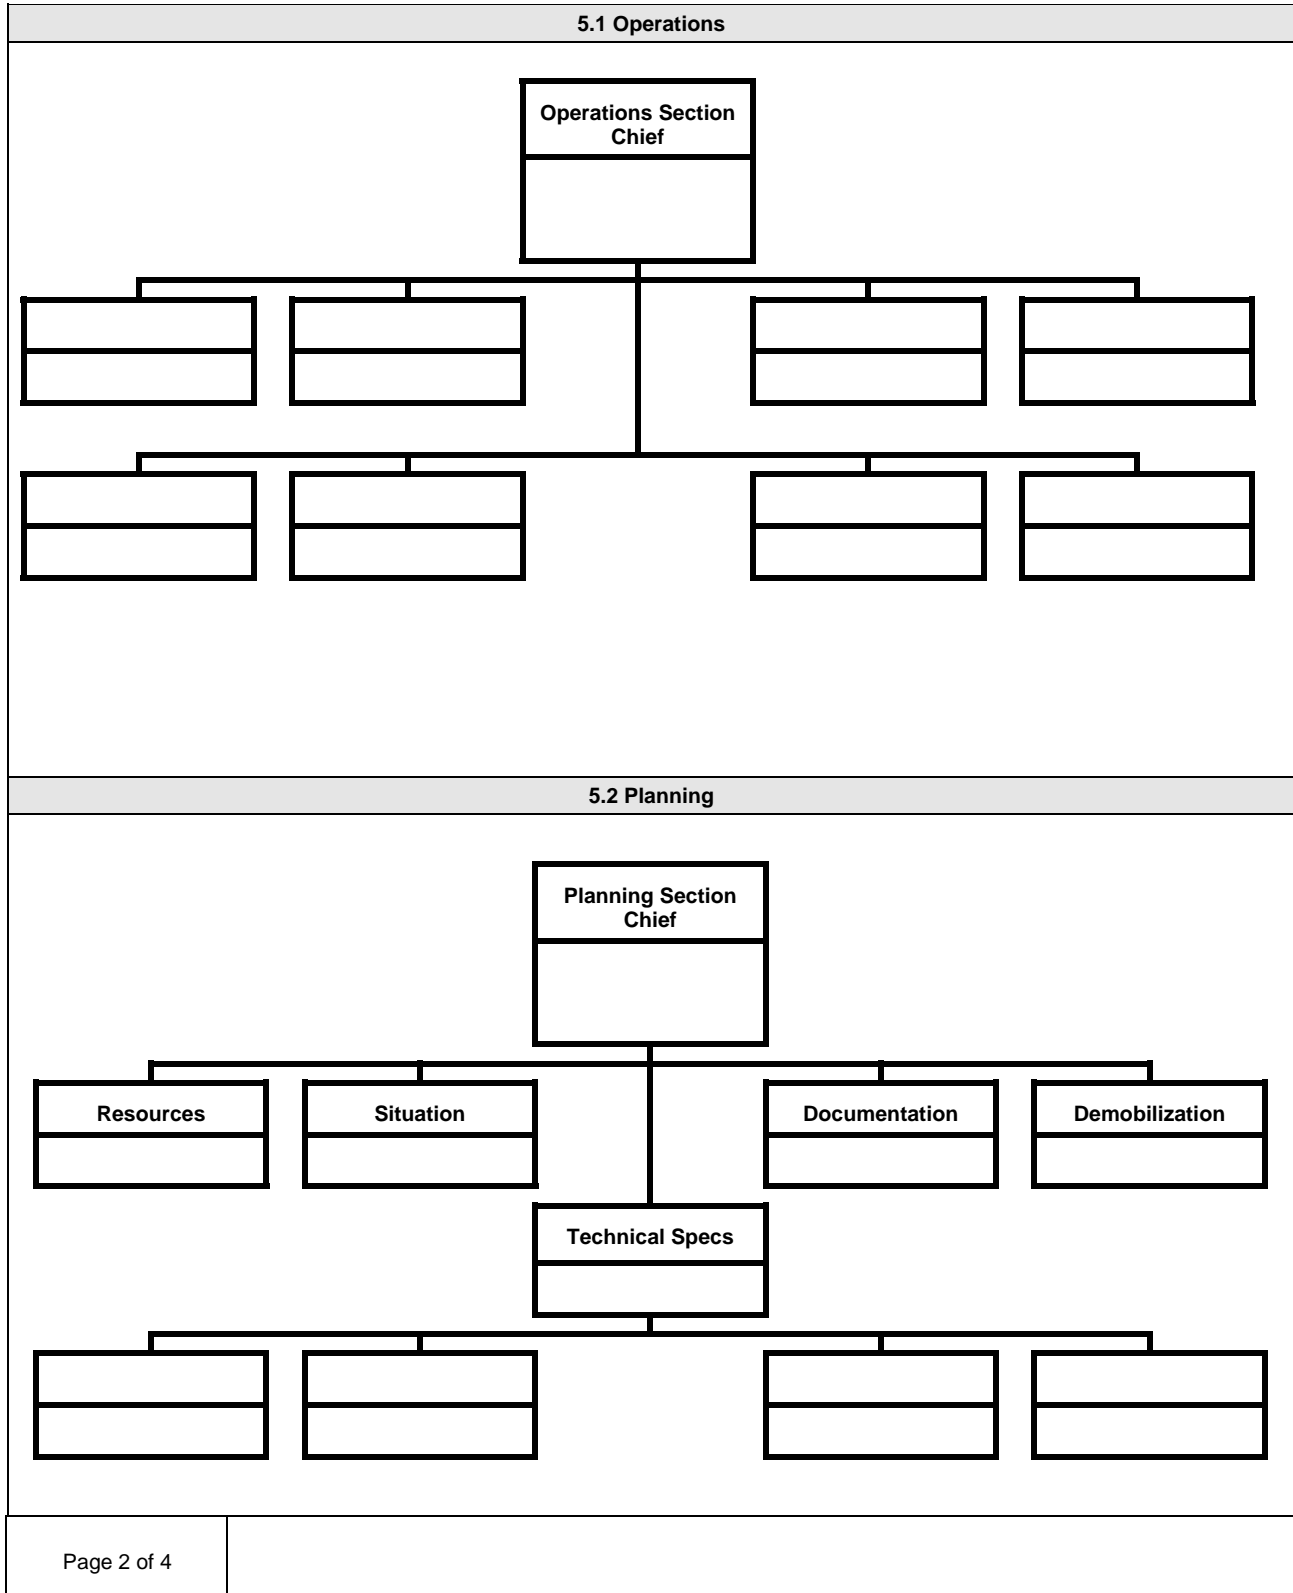 5.1 Operations
Operations Section
Chief
5.2 Planning
Planning Section
Chief
Resources
Situation
Documentation
Demobilization
Technical Specs
Page 2 of 4